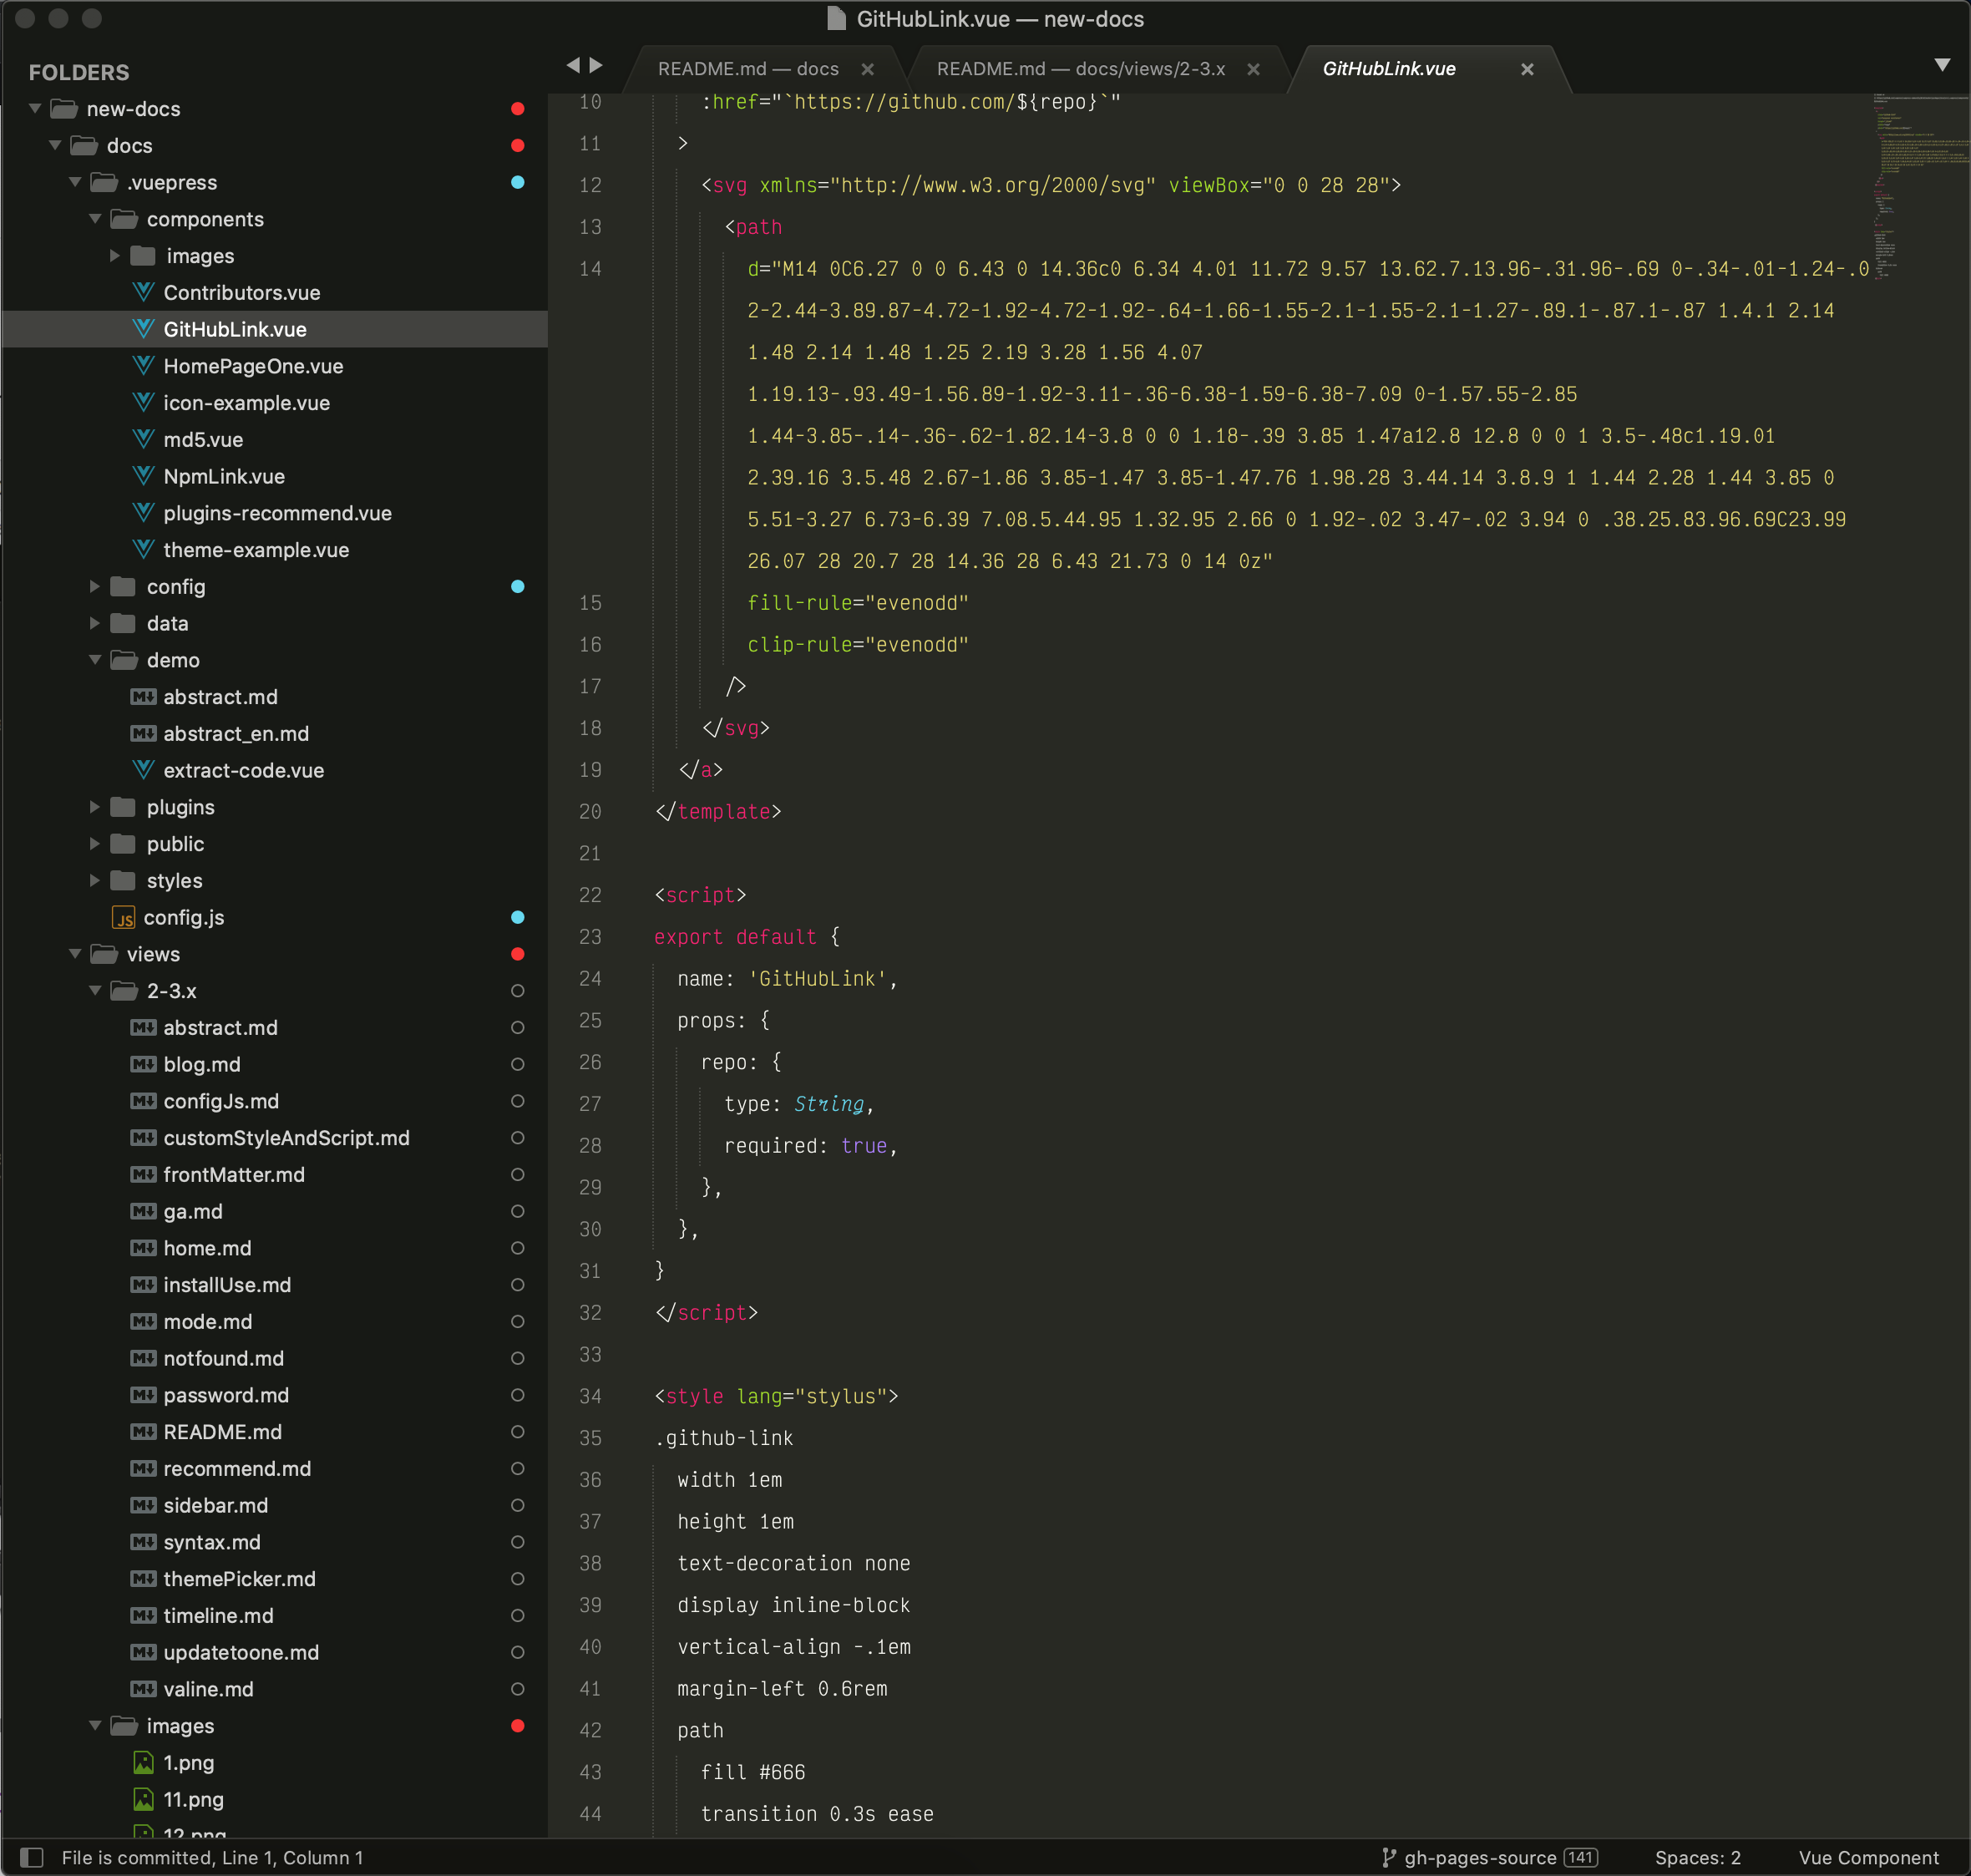 GitHubLink.vue — new-docs
FOLDERS
new-docs
docs
.vuepress
components
images
Contributors.vue
GitHubLink.vue
HomePageOne.vue
icon-example.vue
md5.vue
NpmLink.vue
plugins-recommend.vue
theme-example.vue
config
data
demo
abstract.md
abstract_en.md
extract-code.vue
plugins
public
styles
config.js
views
2-3.x
abstract.md
blog.md
configJs.md
customStyleAndScript.md
frontMatter.md
ga.md
home.md
installUse.md
mode.md
notfound.md
password.md
README.md
recommend.md
sidebar.md
syntax.md
themePicker.md
timeline.md
updatetoone.md
valine.md
images
1.png
11.png
12.png
README.md — docs
README.md — docs/views/2-3.x
GitHubLink.vue
10 :href="`https://github.com/${repo}`"
11 >
12 <svg xmlns="http://www.w3.org/2000/svg" viewBox="0 0 28 28">
13 <path
14 d="M14 0C6.27 0 0 6.43 0 14.36c0 6.34 4.01 11.72 9.57 13.62.7.13.96-.31.96-.69 0-.34-.01-1.24-.0
2-2.44-3.89.87-4.72-1.92-4.72-1.92-.64-1.66-1.55-2.1-1.55-2.1-1.27-.89.1-.87.1-.87 1.4.1 2.14
1.48 2.14 1.48 1.25 2.19 3.28 1.56 4.07
1.19.13-.93.49-1.56.89-1.92-3.11-.36-6.38-1.59-6.38-7.09 0-1.57.55-2.85
1.44-3.85-.14-.36-.62-1.82.14-3.8 0 0 1.18-.39 3.85 1.47a12.8 12.8 0 0 1 3.5-.48c1.19.01
2.39.16 3.5.48 2.67-1.86 3.85-1.47 3.85-1.47.76 1.98.28 3.44.14 3.8.9 1 1.44 2.28 1.44 3.85 0
5.51-3.27 6.73-6.39 7.08.5.44.95 1.32.95 2.66 0 1.92-.02 3.47-.02 3.94 0 .38.25.83.96.69C23.99
26.07 28 20.7 28 14.36 28 6.43 21.73 0 14 0z"
15 fill-rule="evenodd"
16 clip-rule="evenodd"
17 />
18 </svg>
19 </a>
20 </template>
21
22 <script>
23 export default {
24 name: 'GitHubLink',
25 props: {
26 repo: {
27 type: String,
28 required: true,
29 },
30 },
31 }
32 </script>
33
34 <style lang="stylus">
35 .github-link
36 width 1em
37 height 1em
38 text-decoration none
39 display inline-block
40 vertical-align -.1em
41 margin-left 0.6rem
42 path
43 fill #666
44 transition 0.3s ease
File is committed, Line 1, Column 1
gh-pages-source 141
Spaces: 2
Vue Component